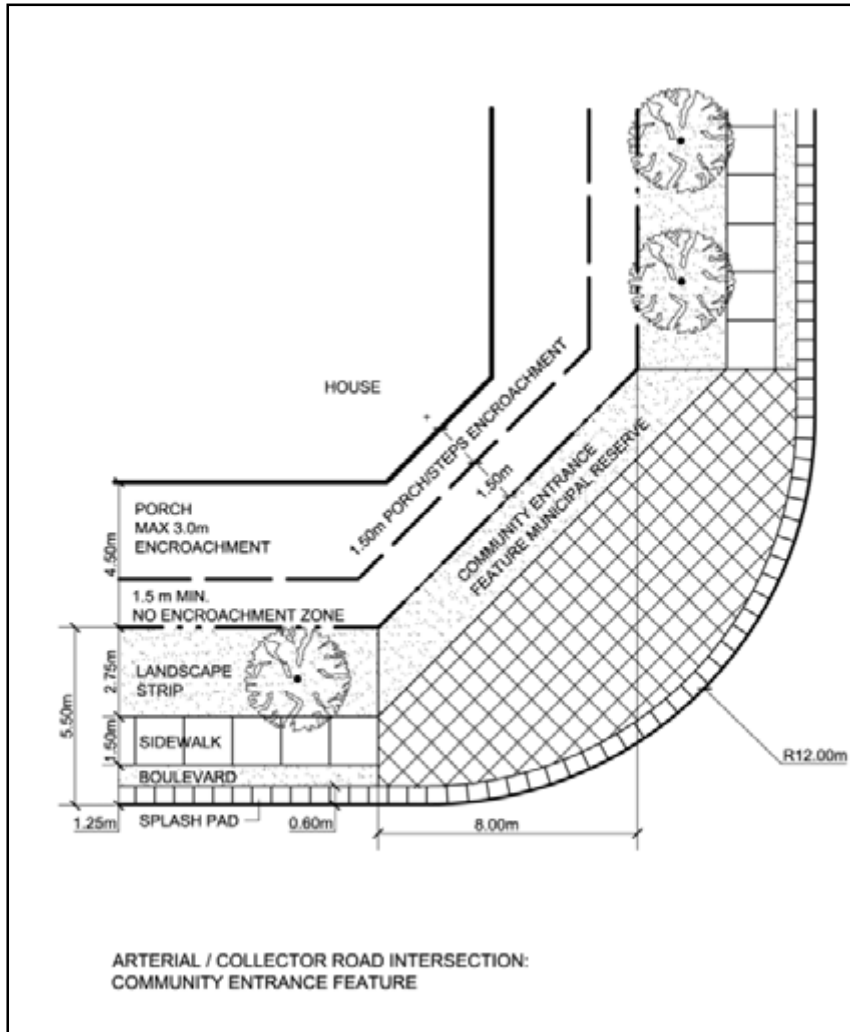 HOUSE
1.50m PORCH/STEPS ENCROACHMENT
1.50m
COMMUNITY ENTRANCE
FEATURE MUNICIPAL RESERVE
PORCH
MAX 3.0m
ENCROACHMENT
4.50m
1.5 m MIN.
NO ENCROACHMENT ZONE
LANDSCAPE
STRIP
2.75m
5.50m
SIDEWALK
1.50m
BOULEVARD
1.25m
SPLASH PAD
0.60m
8.00m
R12.00m
ARTERIAL / COLLECTOR ROAD INTERSECTION:
COMMUNITY ENTRANCE FEATURE